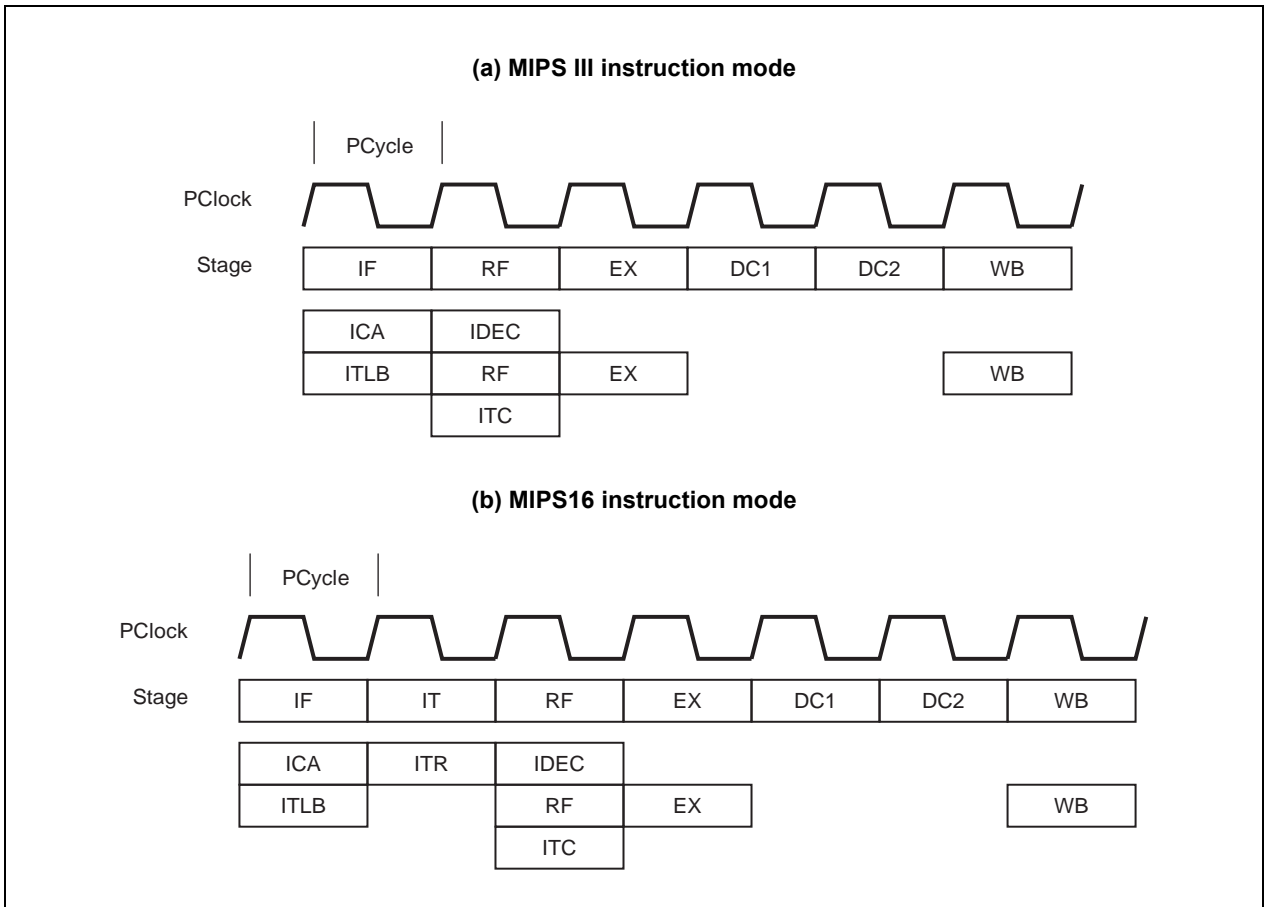 (a) MIPS III instruction mode
PCycle
PClock
Stage IF RF EX DC1 DC2 WB
ICA IDEC
ITLB RF EX WB
ITC
(b) MIPS16 instruction mode
PCycle
PClock
Stage IF IT RF EX DC1 DC2 WB
ICA ITR IDEC
ITLB RF EX WB
ITC